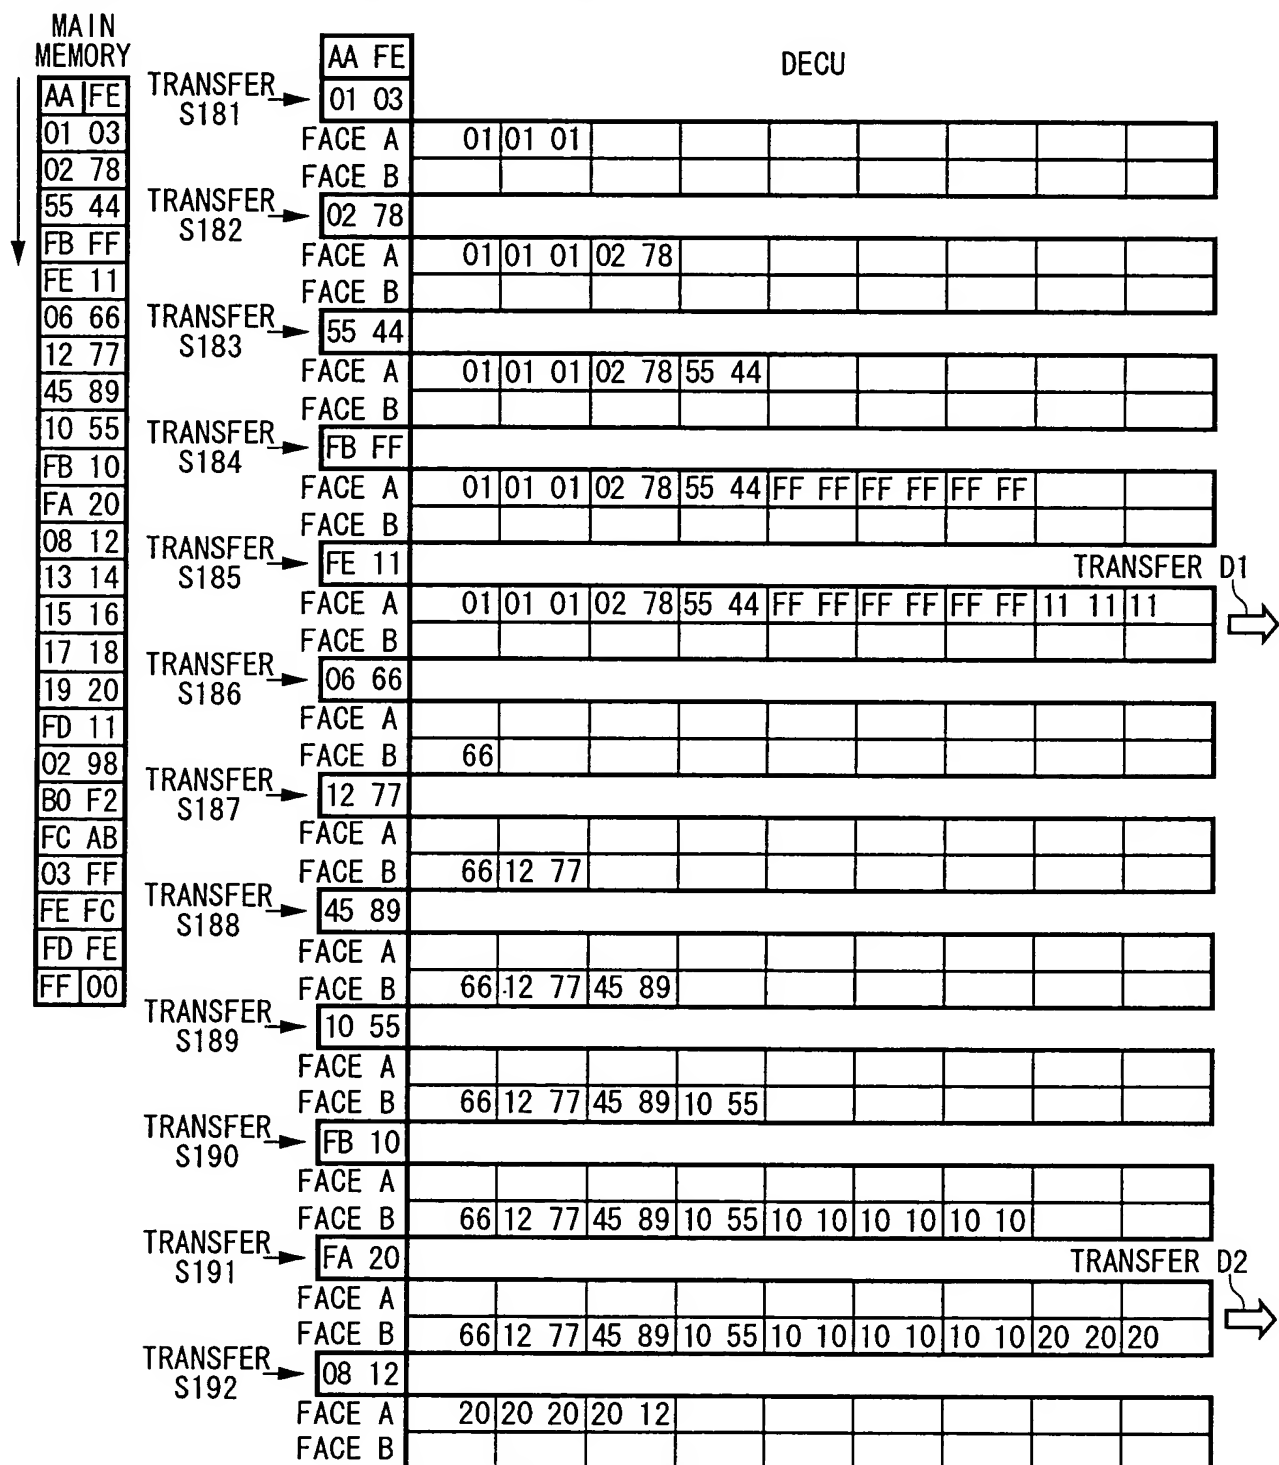 MAIN
MEMORY
AA FE
01 03
02 78
55 44
FB FF
FE 11
06 66
12 77
45 89
10 55
FB 10
FA 20
08 12
13 14
15 16
17 18
19 20
FD 11
02 98
B0 F2
FC AB
03 FF
FE FC
FD FE
FF 00
DECU
AA FE
TRANSFER
S181
01 03
FACE A 01 01 01
FACE B
TRANSFER
S182
02 78
FACE A 01 01 01 02 78
FACE B
TRANSFER
S183
55 44
FACE A 01 01 01 02 78 55 44
FACE B
TRANSFER
S184
FB FF
FACE A 01 01 01 02 78 55 44 FF FF FF FF FF FF
FACE B
TRANSFER
S185
FE 11
TRANSFER D1
FACE A 01 01 01 02 78 55 44 FF FF FF FF FF FF 11 11 11
FACE B
TRANSFER
S186
06 66
FACE A
FACE B 66
TRANSFER
S187
12 77
FACE A
FACE B 66 12 77
TRANSFER
S188
45 89
FACE A
FACE B 66 12 77 45 89
TRANSFER
S189
10 55
FACE A
FACE B 66 12 77 45 89 10 55
TRANSFER
S190
FB 10
FACE A
FACE B 66 12 77 45 89 10 55 10 10 10 10 10 10
TRANSFER
S191
FA 20
TRANSFER D2
FACE A
FACE B 66 12 77 45 89 10 55 10 10 10 10 10 10 20 20 20
TRANSFER
S192
08 12
FACE A 20 20 20 20 12
FACE B